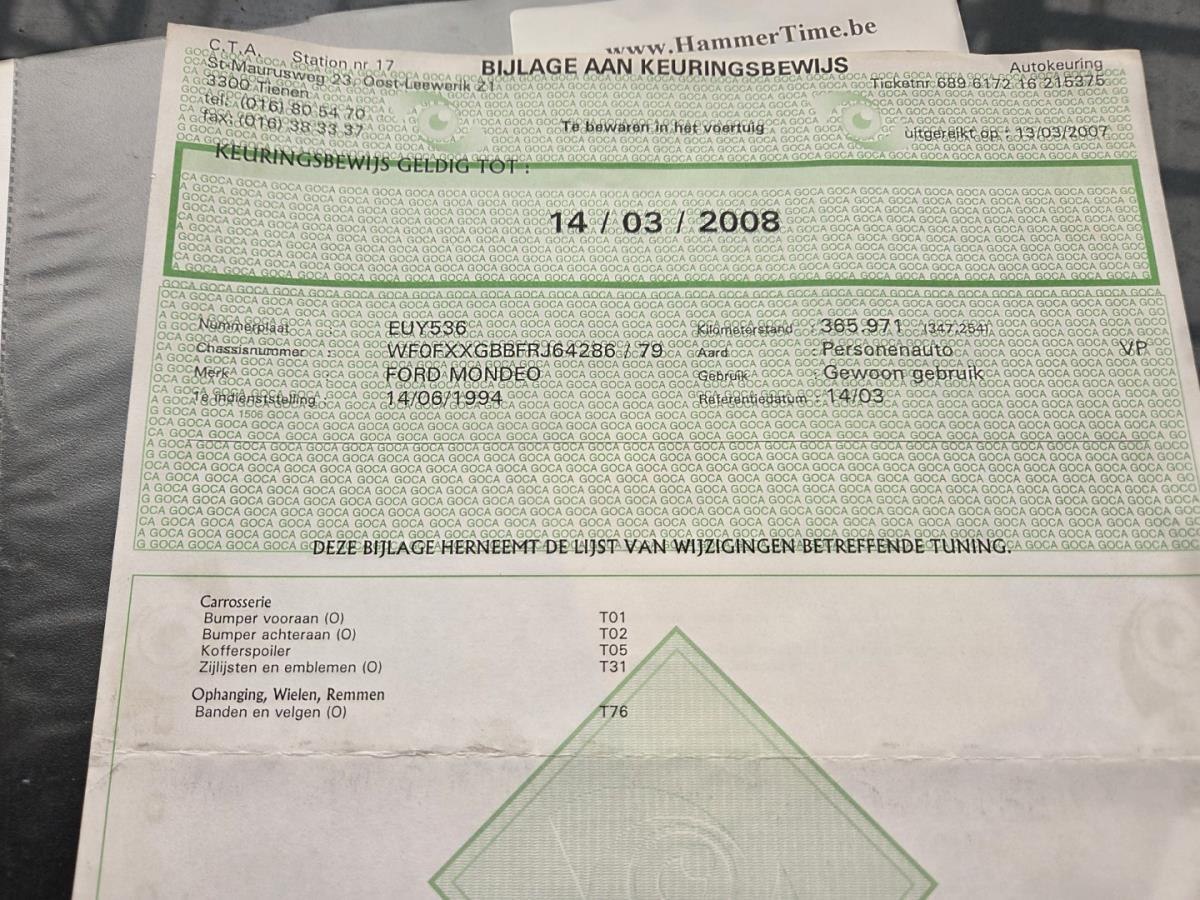 www.HammerTime.be
C.T.A. Station nr 17
St-Maurusweg 23, Oost-Leewerik 21
3300 Tienen
tel: (016) 80 54 70
fax: (016) 38 33 37
BIJLAGE AAN KEURINGSBEWIJS
Te bewaren in het voertuig
Autokeuring
Ticketnr 689 6172 16 215375
uitgereikt op : 13/03/2007
KEURINGSBEWIJS GELDIG TOT :
14 / 03 / 2008
Nummerplaat : EUY536 Kilometerstand : 365.971 (347,254)
Chassisnummer : WF0FXXGBBFRJ64286 / 79 Aard : Personenauto VP
Merk : FORD MONDEO Gebruik : Gewoon gebruik
1e indienststelling : 14/06/1994 Referentiedatum : 14/03
DEZE BIJLAGE HERNEEMT DE LIJST VAN WIJZIGINGEN BETREFFENDE TUNING.
Carrosserie
Bumper vooraan (O) T01
Bumper achteraan (O) T02
Kofferspoiler T05
Zijlijsten en emblemen (O) T31
Ophanging, Wielen, Remmen
Banden en velgen (O) T76